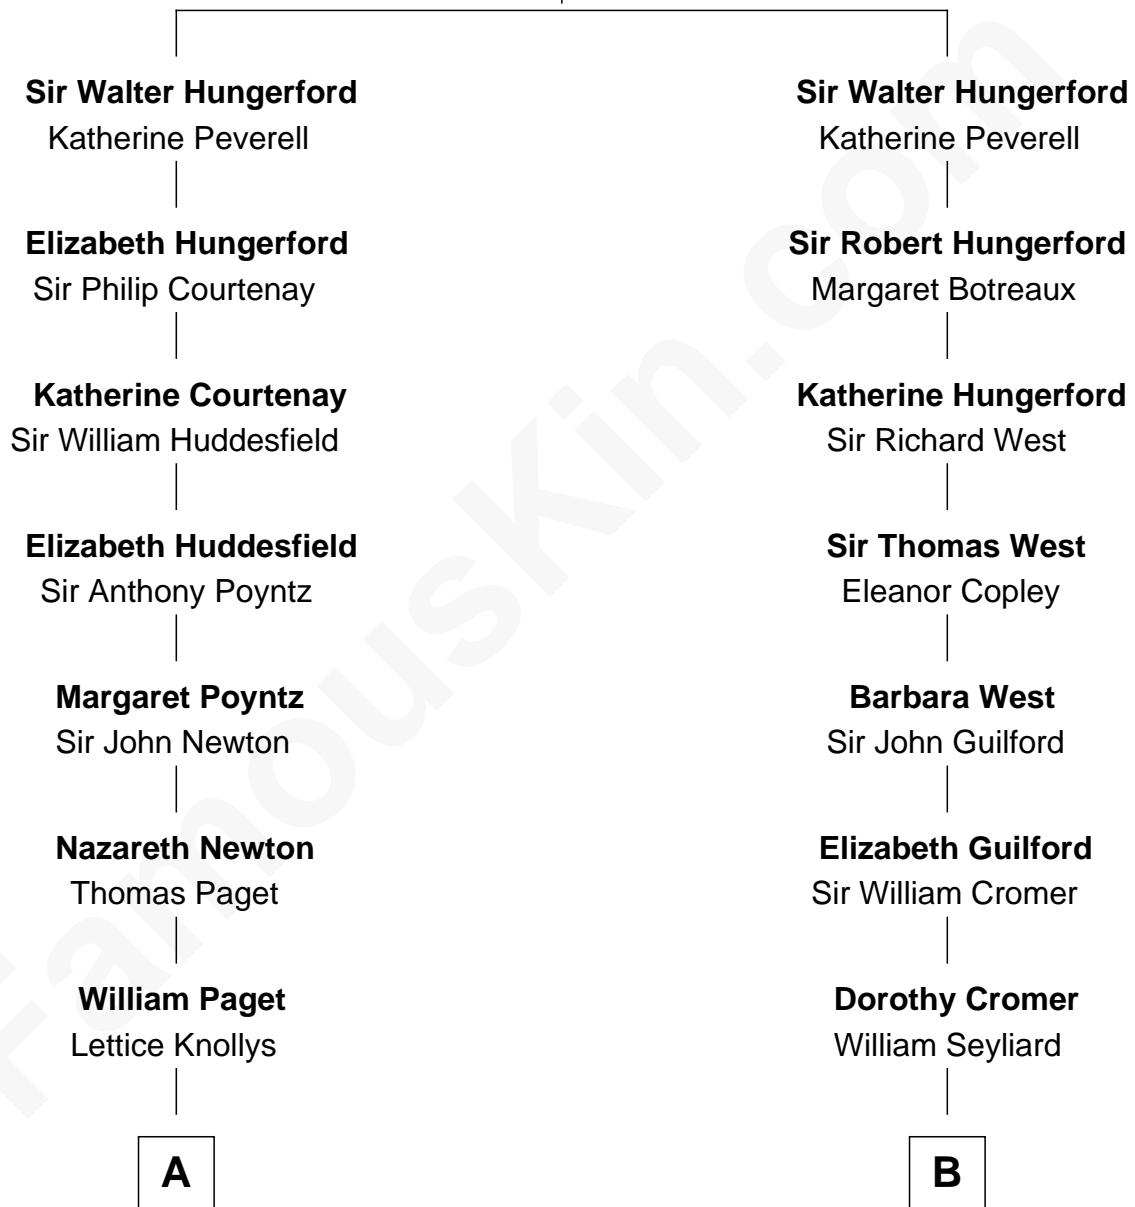 Sir Walter Hungerford
Katherine Peverell
Elizabeth Hungerford
Sir Philip Courtenay
Katherine Courtenay
Sir William Huddesfield
Elizabeth Huddesfield
Sir Anthony Poyntz
Margaret Poyntz
Sir John Newton
Nazareth Newton
Thomas Paget
William Paget
Lettice Knollys
A
Sir Walter Hungerford
Katherine Peverell
Sir Robert Hungerford
Margaret Botreaux
Katherine Hungerford
Sir Richard West
Sir Thomas West
Eleanor Copley
Barbara West
Sir John Guilford
Elizabeth Guilford
Sir William Cromer
Dorothy Cromer
William Seyliard
B
FamousKin.com